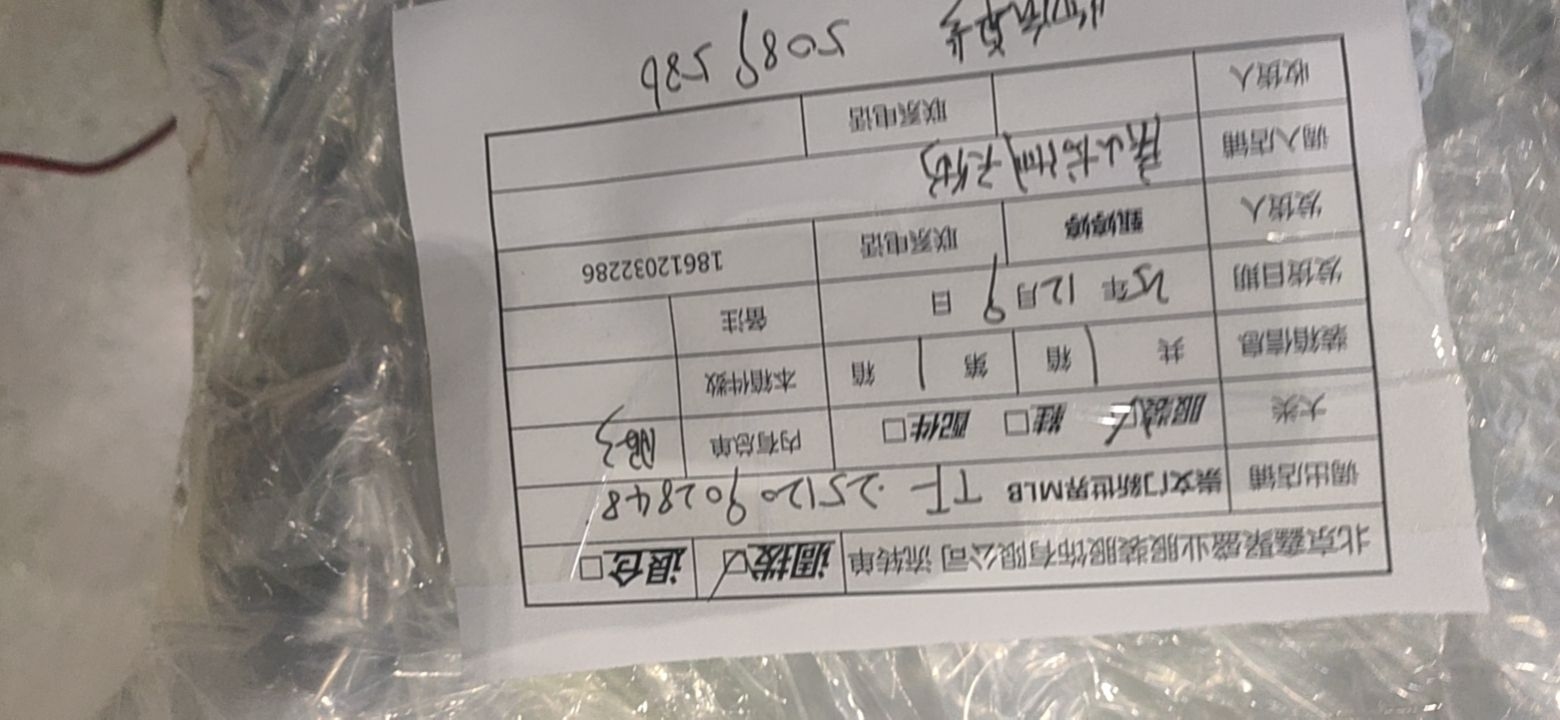 北京鑫聚盛业服装服饰有限公司 流转单 调拨☑ 退仓□
调出店铺 崇文门新世界MLB TF 25120902848
大类 服装☑ 鞋□ 配件□ 内有总单
装箱信息 共 1 箱 第 1 箱 本箱件数
发货日期 25年 12月 9 日 备注
发货人 甄婷婷 联系电话 18612032286
调入店铺
收货人 联系电话
5089586